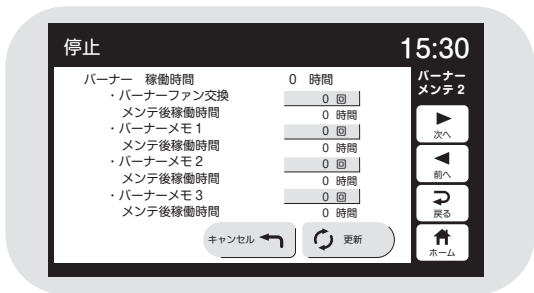 停止 15:30
バーナー 稼働時間 0 時間
・バーナーファン交換 0 回
メンテ後稼働時間 0 時間
・バーナーメモ 1 0 回
メンテ後稼働時間 0 時間
・バーナーメモ 2 0 回
メンテ後稼働時間 0 時間
・バーナーメモ 3 0 回
メンテ後稼働時間 0 時間
キャンセル 更新
バーナー
メンテ 2
次へ
前へ
戻る
ホーム